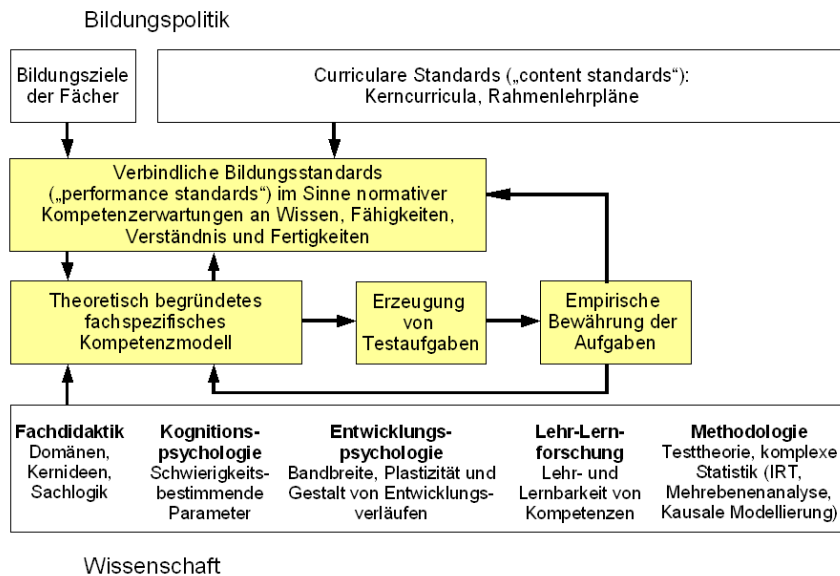 Bildungspolitik
Bildungsziele
der Fächer
Curriculare Standards („content standards“):
Kerncurricula, Rahmenlehrpläne
Verbindliche Bildungsstandards
(„performance standards“) im Sinne normativer
Kompetenzerwartungen an Wissen, Fähigkeiten,
Verständnis und Fertigkeiten
Theoretisch begründetes
fachspezifisches
Kompetenzmodell
Erzeugung
von
Testaufgaben
Empirische
Bewährung der
Aufgaben
Fachdidaktik
Domänen,
Kernideen,
Sachlogik
Kognitions-
psychologie
Schwierigkeits-
bestimmende
Parameter
Entwicklungs-
psychologie
Bandbreite, Plastizität und
Gestalt von Entwicklungs-
verläufen
Lehr-Lern-
forschung
Lehr- und
Lernbarkeit von
Kompetenzen
Methodologie
Testtheorie, komplexe
Statistik (IRT,
Mehrebenenanalyse,
Kausale Modellierung)
Wissenschaft